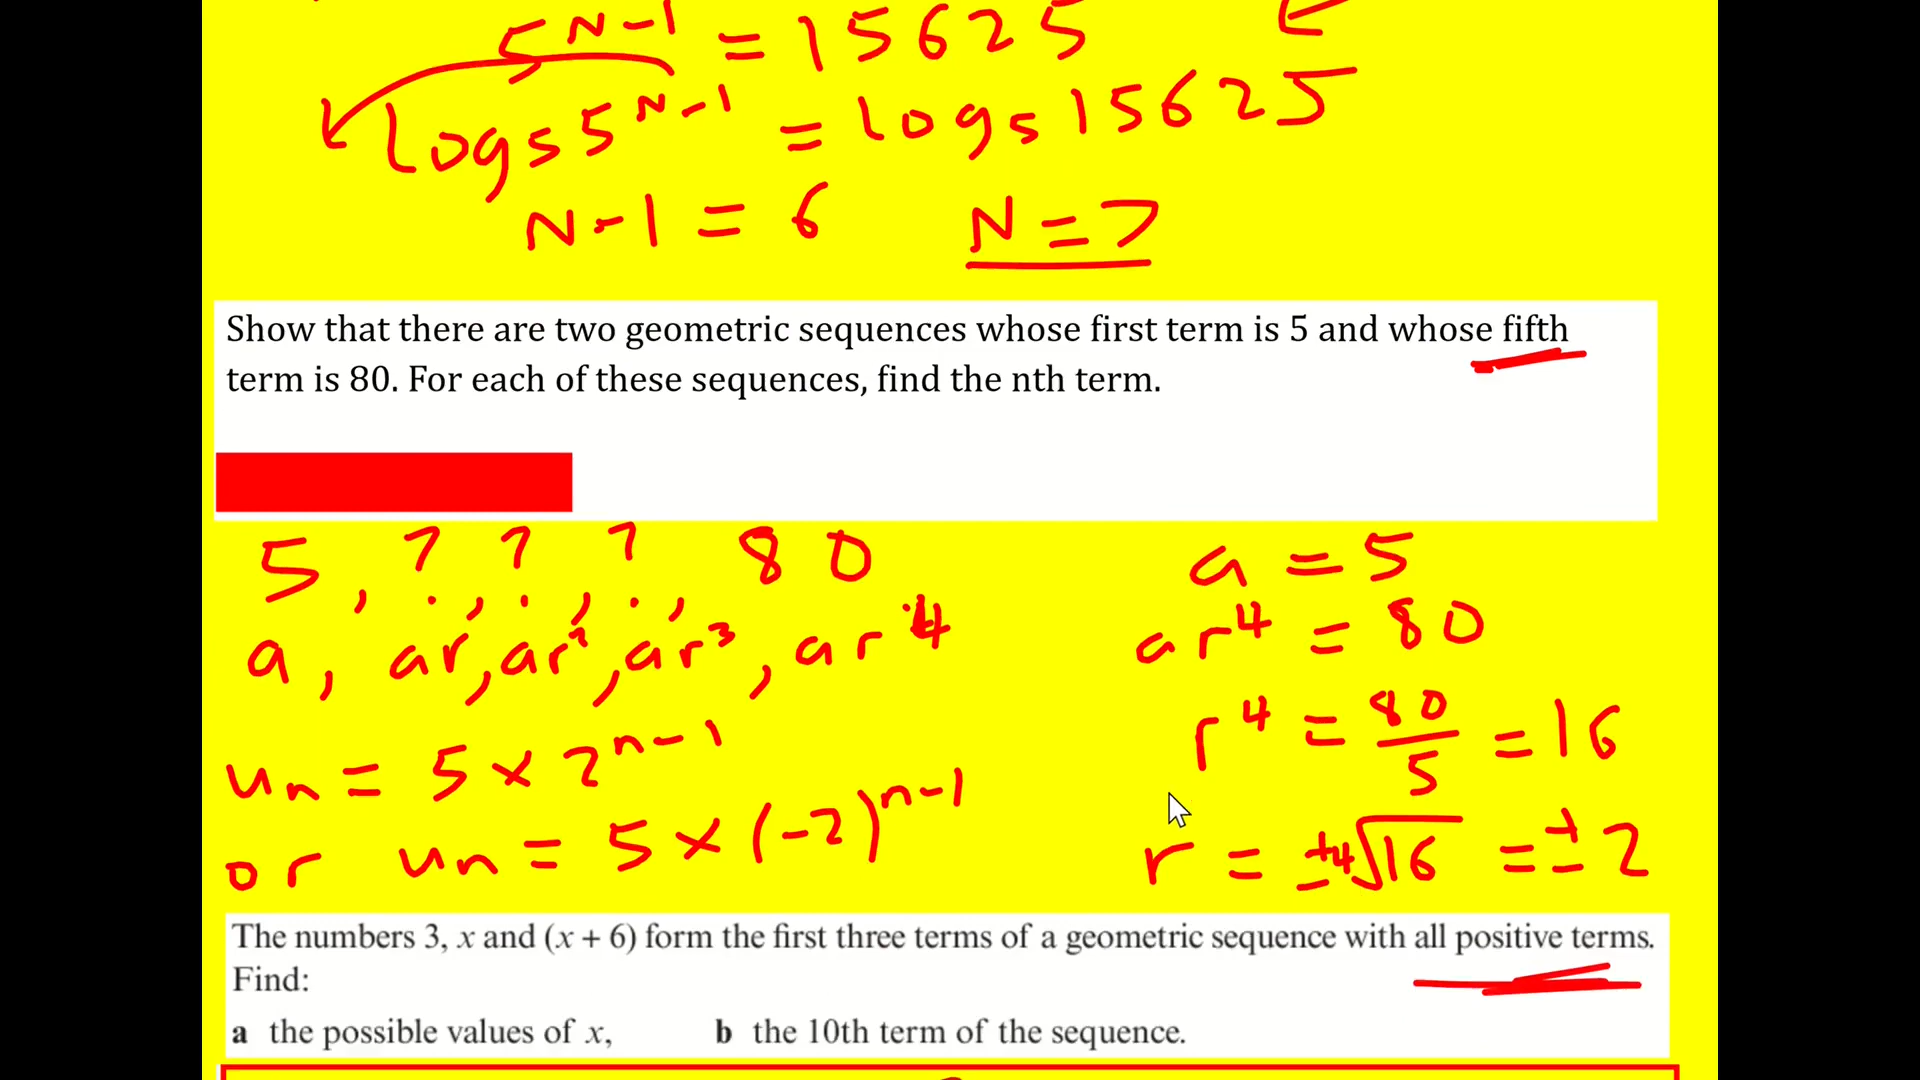 5^{N-1} = 15625
log₅ 5^{N-1} = log₅ 15625
N-1 = 6 N = 7
Show that there are two geometric sequences whose first term is 5 and whose fifth
term is 80. For each of these sequences, find the nth term.
5, ?, ?, ?, 80
a, ar, ar², ar³, ar⁴
uₙ = 5 × 2^{n-1}
or uₙ = 5 × (-2)^{n-1}
a = 5
ar⁴ = 80
r⁴ = 80/5 = 16
r = ±⁴√16 = ±2
The numbers 3, x and (x + 6) form the first three terms of a geometric sequence with all positive terms.
Find:
a the possible values of x, b the 10th term of the sequence.